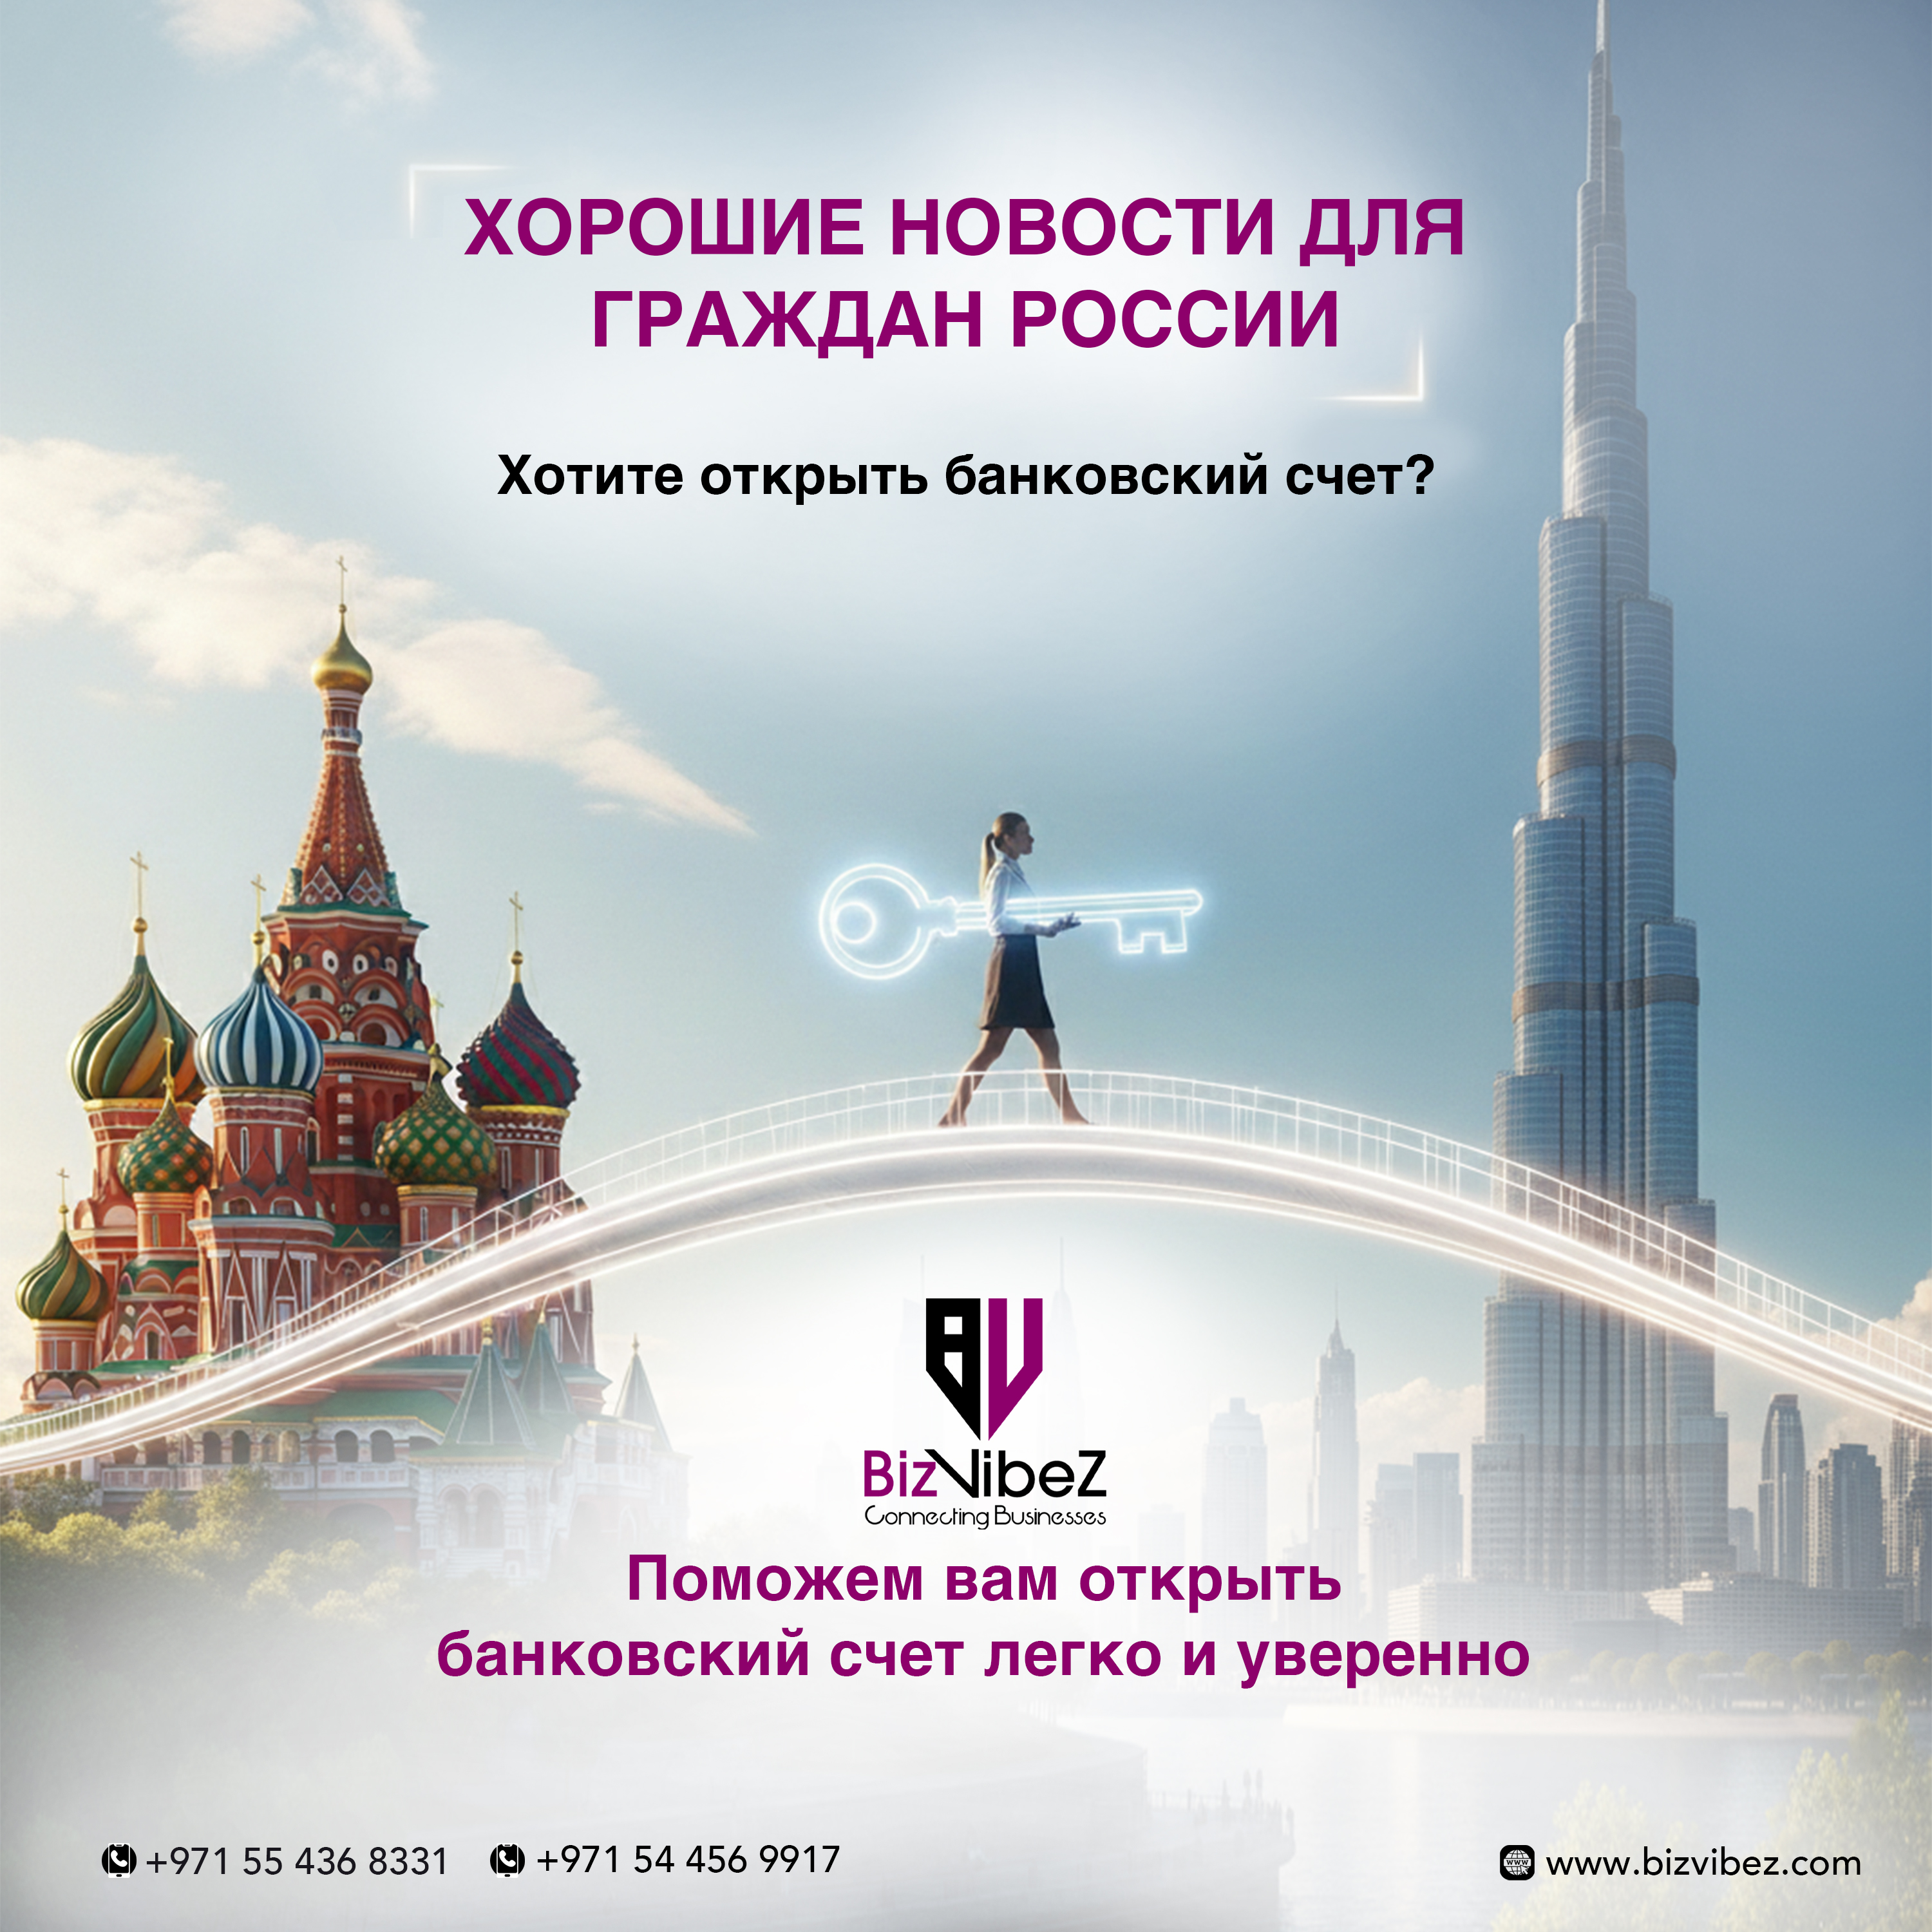 ХОРОШИЕ НОВОСТИ ДЛЯ
ГРАЖДАН РОССИИ
Хотите открыть банковский счет?
BV
BizVibeZ
Connecting Businesses
Поможем вам открыть
банковский счет легко и уверенно
+971 55 436 8331
+971 54 456 9917
www.bizvibez.com